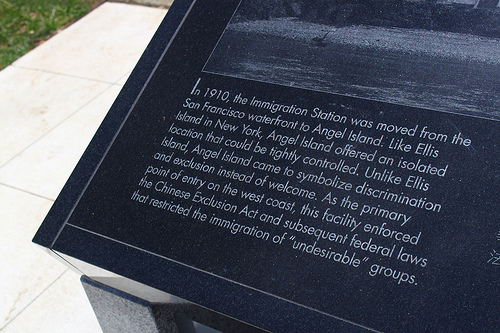 In 1910, the Immigration Station was moved from the
San Francisco waterfront to Angel Island. Like Ellis
Island in New York, Angel Island offered an isolated
location that could be tightly controlled. Unlike Ellis
Island, Angel Island came to symbolize discrimination
and exclusion instead of welcome. As the primary
point of entry on the west coast, this facility enforced
the Chinese Exclusion Act and subsequent federal laws
that restricted the immigration of "undesirable" groups.